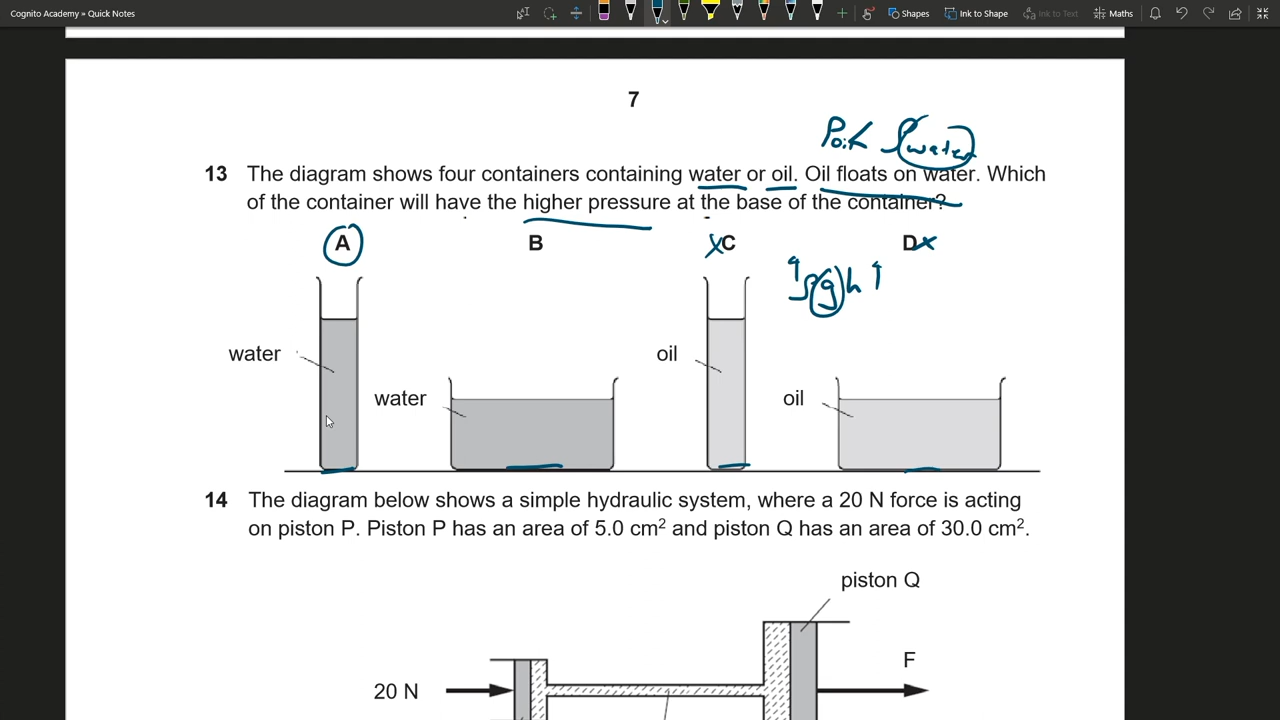 Cognito Academy » Quick Notes
Shapes Ink to Shape Ink to Text Maths
7
ρoil < ρwater
13 The diagram shows four containers containing water or oil. Oil floats on water. Which
of the container will have the higher pressure at the base of the container?
A B xC Dx
↑ρgh↑
water
oil
water
oil
14 The diagram below shows a simple hydraulic system, where a 20 N force is acting
on piston P. Piston P has an area of 5.0 cm² and piston Q has an area of 30.0 cm².
piston Q
F
20 N